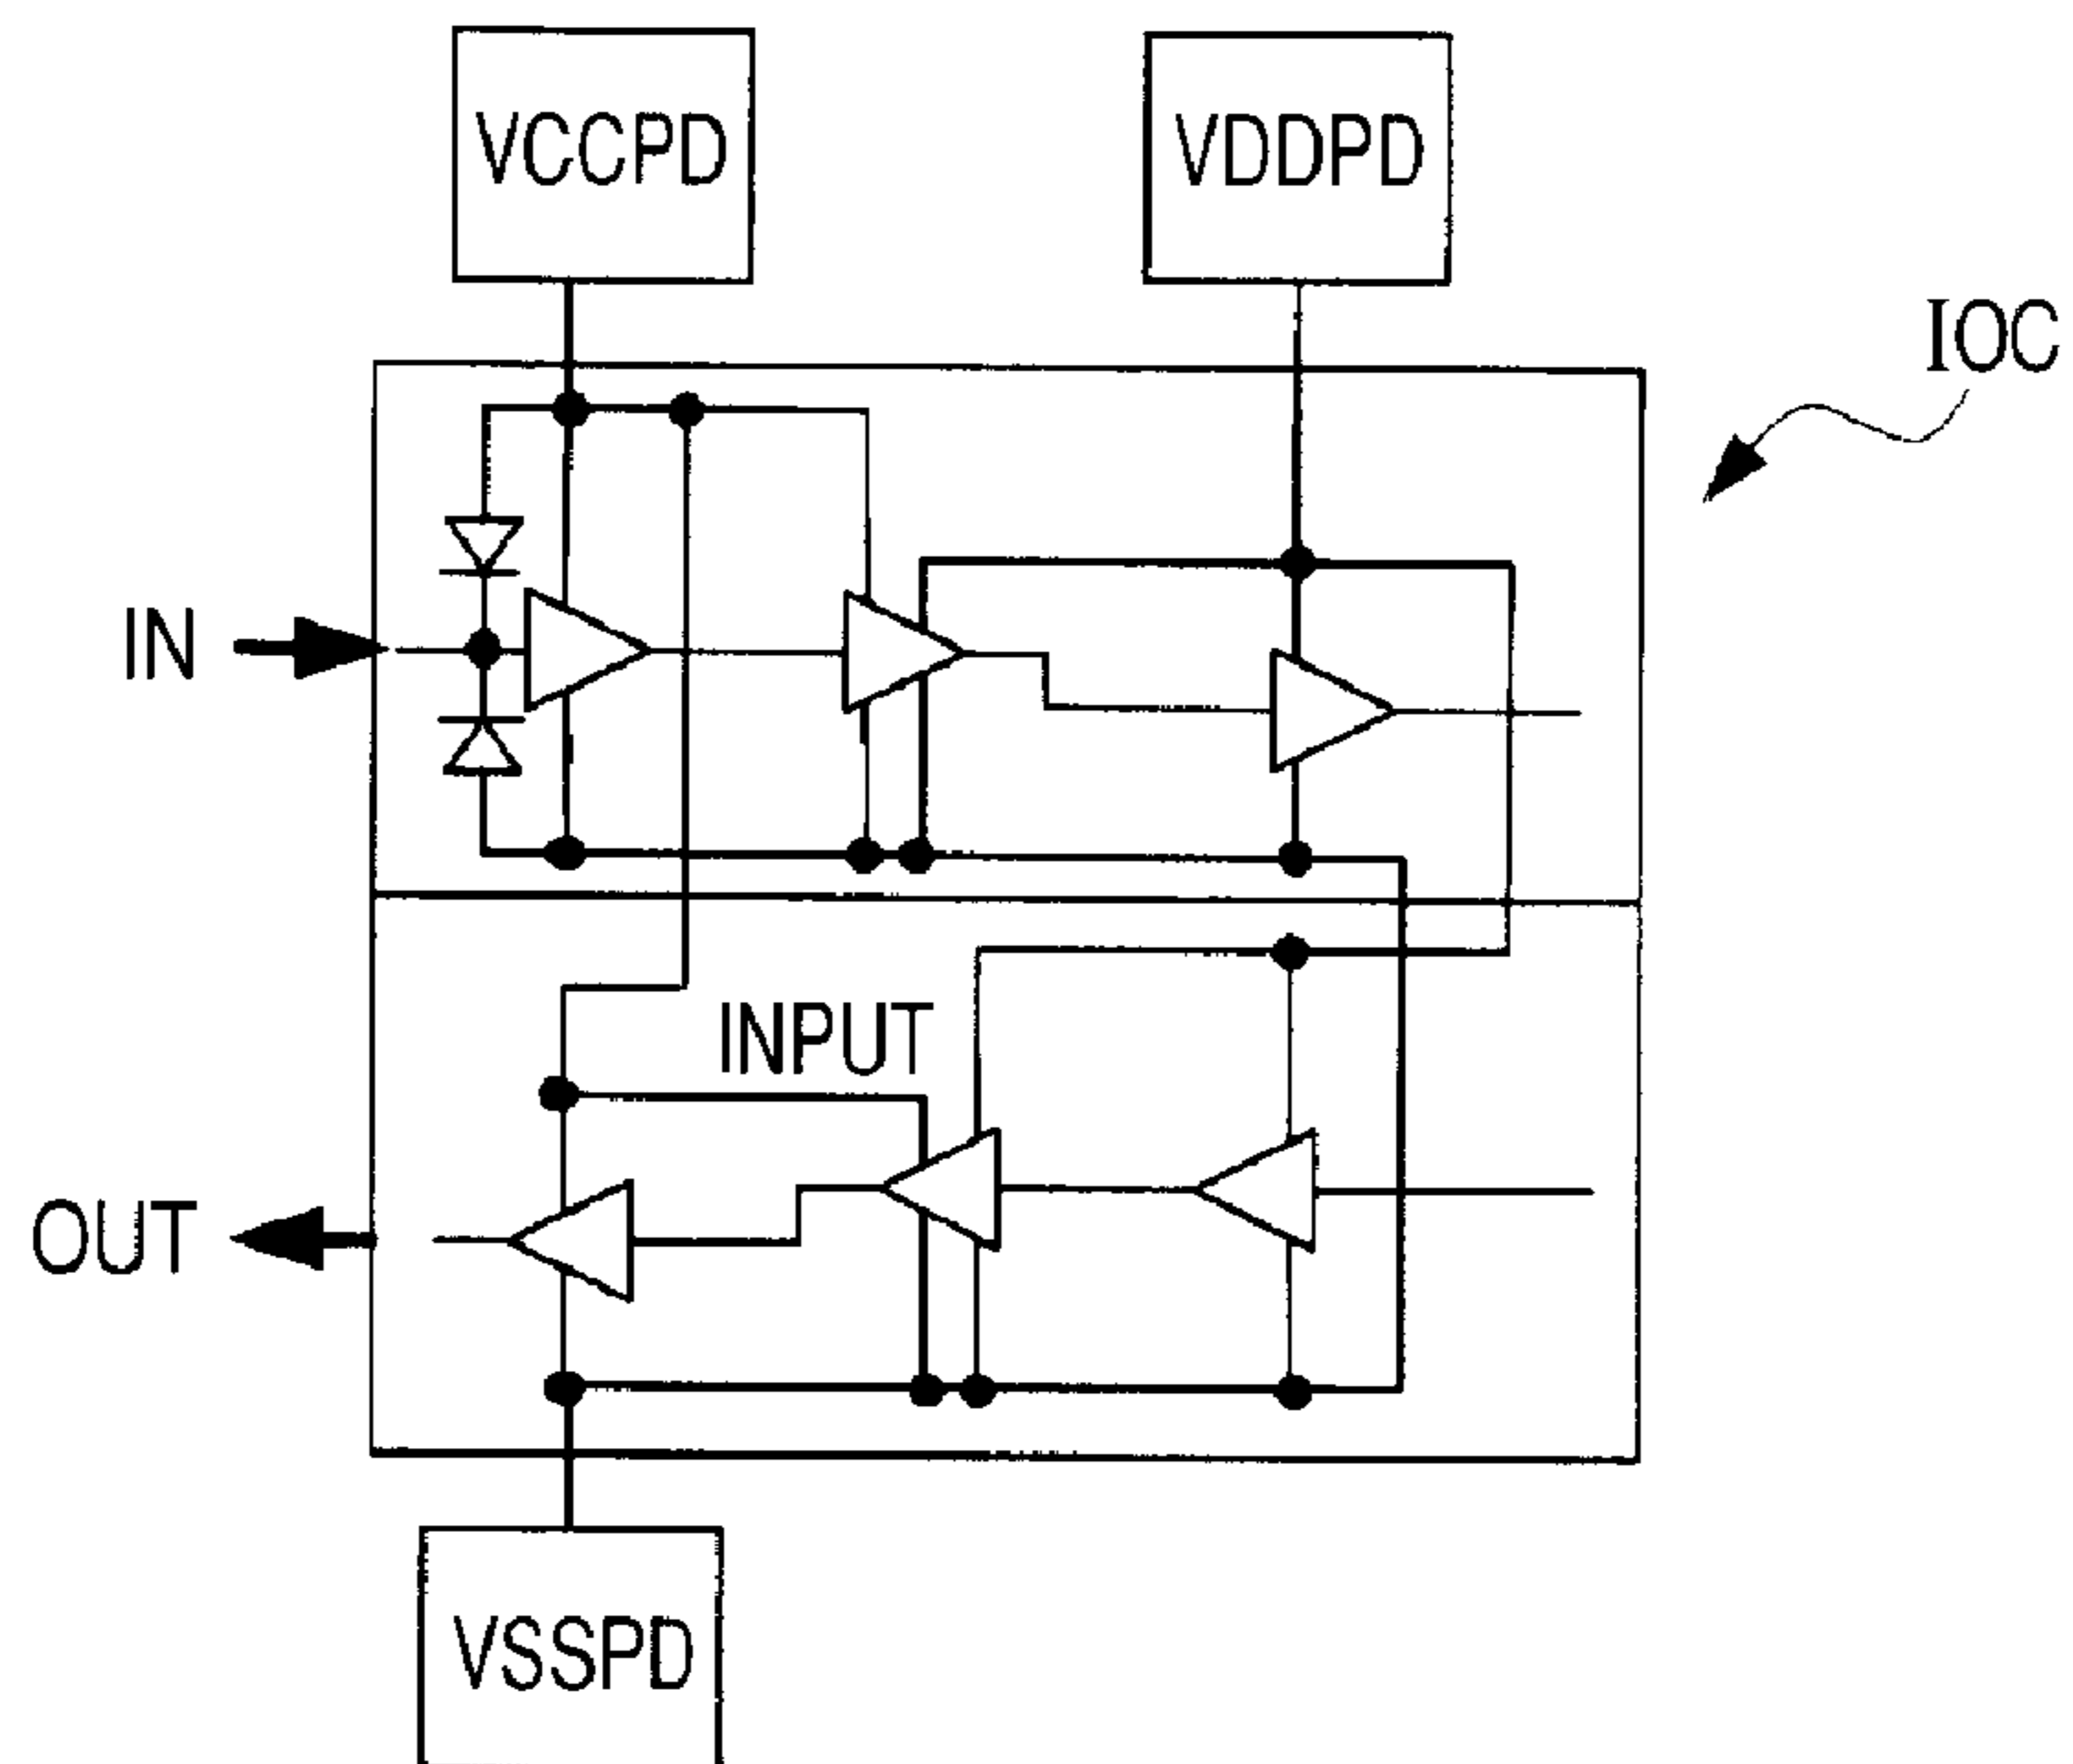 VCCPD
VDDPD
IOC
IN
INPUT
OUT
VSSPD